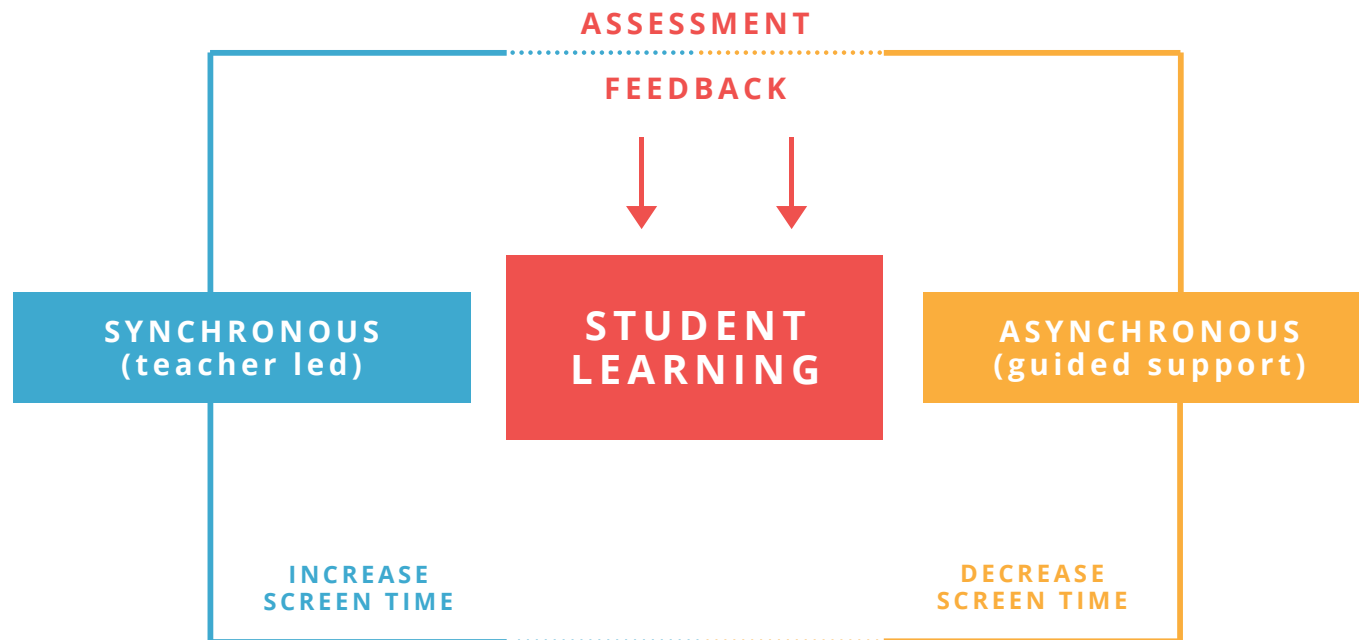 ASSESSMENT
FEEDBACK
SYNCHRONOUS
(teacher led)
STUDENT
LEARNING
ASYNCHRONOUS
(guided support)
INCREASE
SCREEN TIME
DECREASE
SCREEN TIME